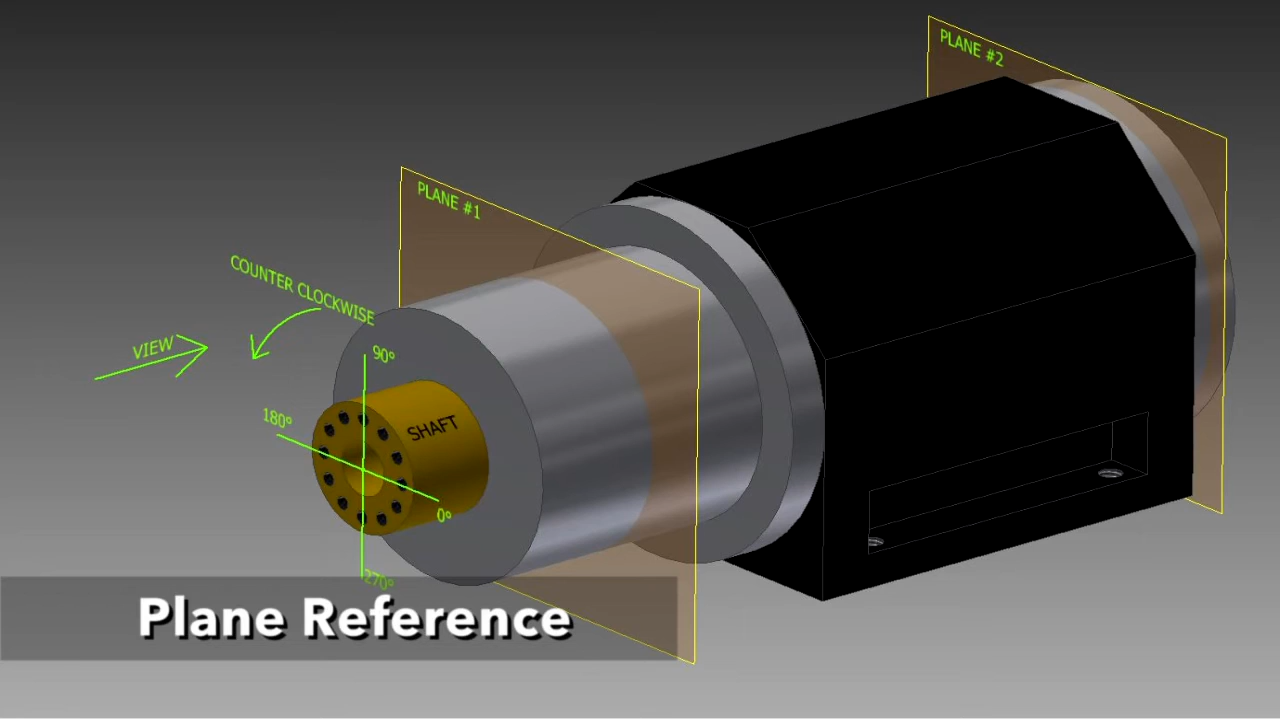 PLANE #2
PLANE #1
COUNTER CLOCKWISE
VIEW
90°
180°
SHAFT
0°
270°
Plane Reference